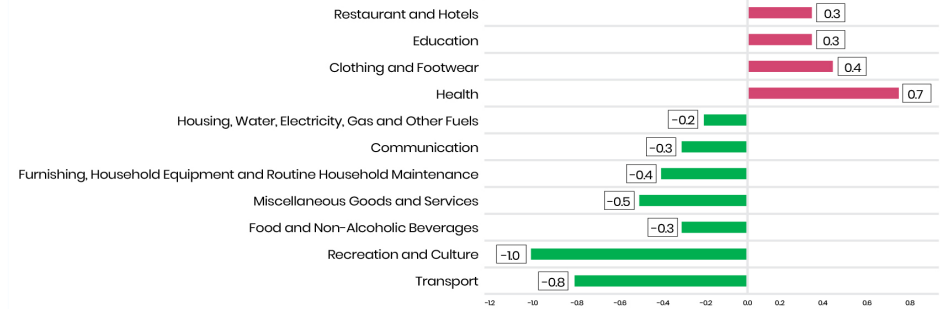 Restaurant and Hotels 0.3
Education 0.3
Clothing and Footwear 0.4
Health 0.7
Housing, Water, Electricity, Gas and Other Fuels -0.2
Communication -0.3
Furnishing, Household Equipment and Routine Household Maintenance -0.4
Miscellaneous Goods and Services -0.5
Food and Non-Alcoholic Beverages -0.3
Recreation and Culture -1.0
Transport -0.8
-1.2 -1.0 -0.8 -0.6 -0.4 -0.2 0.0 0.2 0.4 0.6 0.8